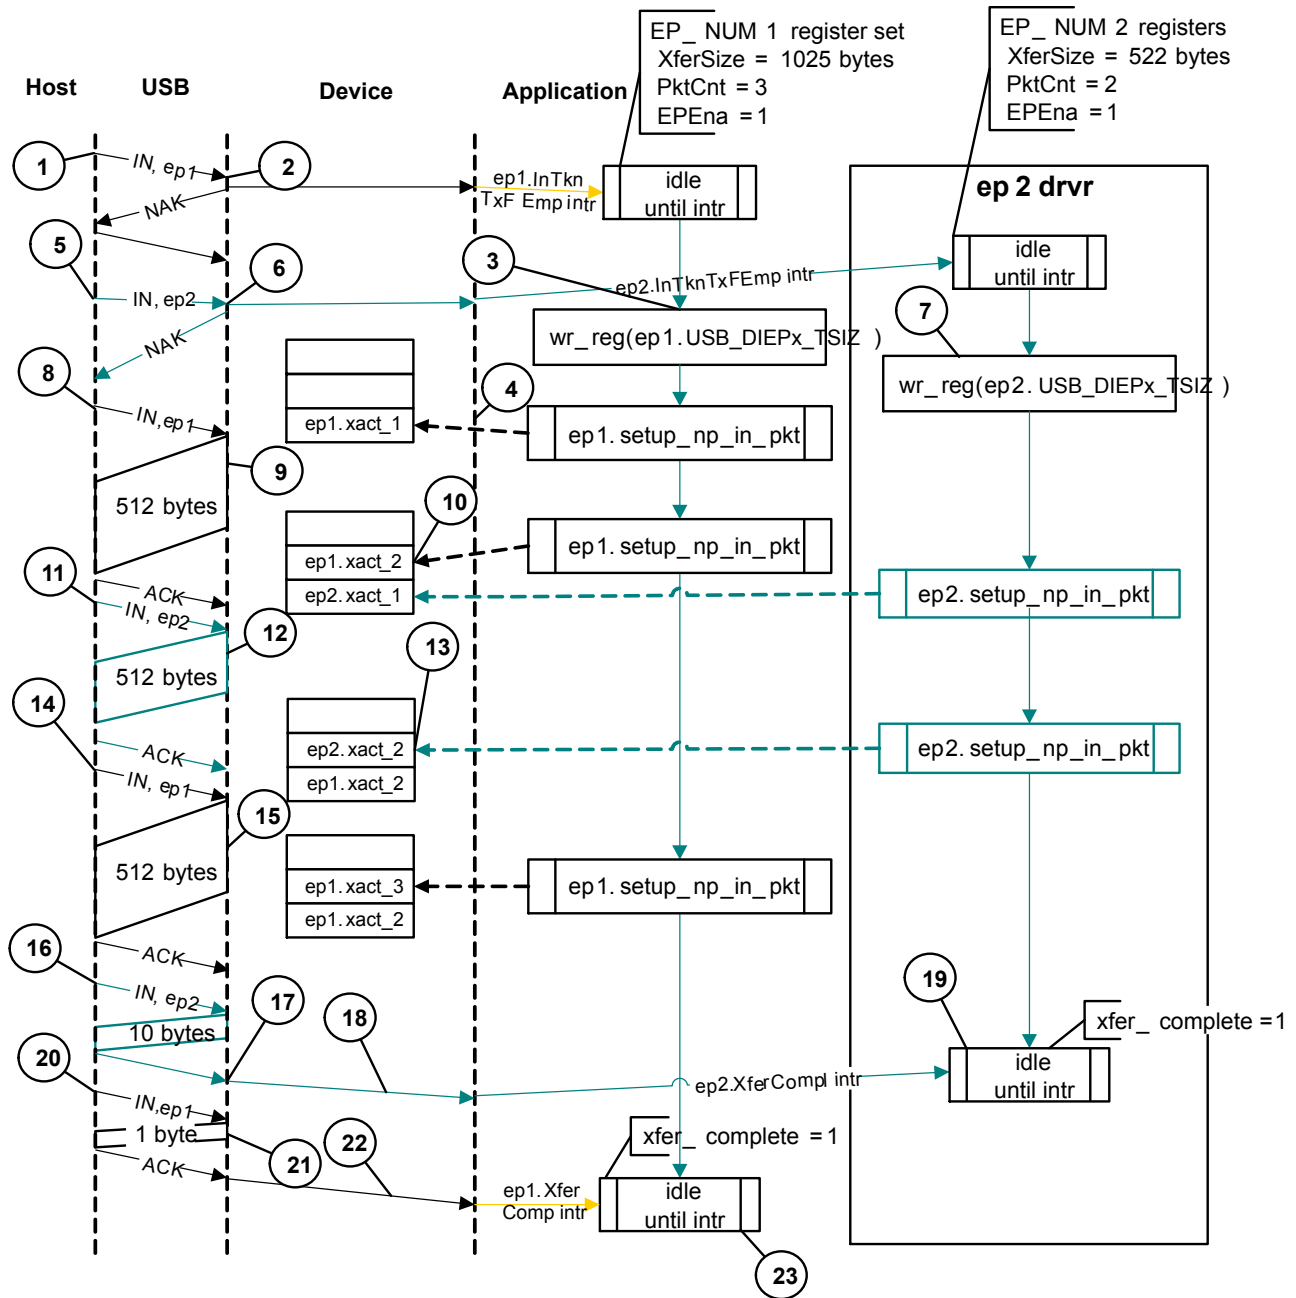 EP_ NUM 1 register set
XferSize = 1025 bytes
PktCnt = 3
EPEna = 1
EP_ NUM 2 registers
XferSize = 522 bytes
PktCnt = 2
EPEna = 1
Host
USB
Device
Application
1
IN, ep1
2
ep1.InTkn
TxF Emp intr
idle
until intr
ep 2 drvr
NAK
5
6
3
idle
until intr
IN, ep2
ep2.InTknTxFEmp intr
7
wr_reg(ep1.USB_DIEPx_TSIZ )
NAK
8
4
wr_reg(ep2. USB_DIEPx_TSIZ )
IN,ep1
ep1.xact_1
ep1. setup_np_in_pkt
9
512 bytes
10
ep1.xact_2
ep1. setup_np_in_pkt
11
ACK
ep2.xact_1
ep2. setup_np_in_pkt
IN, ep2
12
13
512 bytes
14
ep2.xact_2
ep2. setup_np_in_pkt
ACK
IN, ep1
ep1.xact_2
15
512 bytes
ep1.xact_3
ep1. setup_np_in_pkt
ep1.xact_2
16
ACK
IN, ep2
17
18
19
xfer_ complete =1
10 bytes
20
idle
until intr
ep2.XferCompl intr
IN,ep1
1 byte
21
22
xfer_ complete =1
ACK
ep1.Xfer
Comp intr
idle
until intr
23